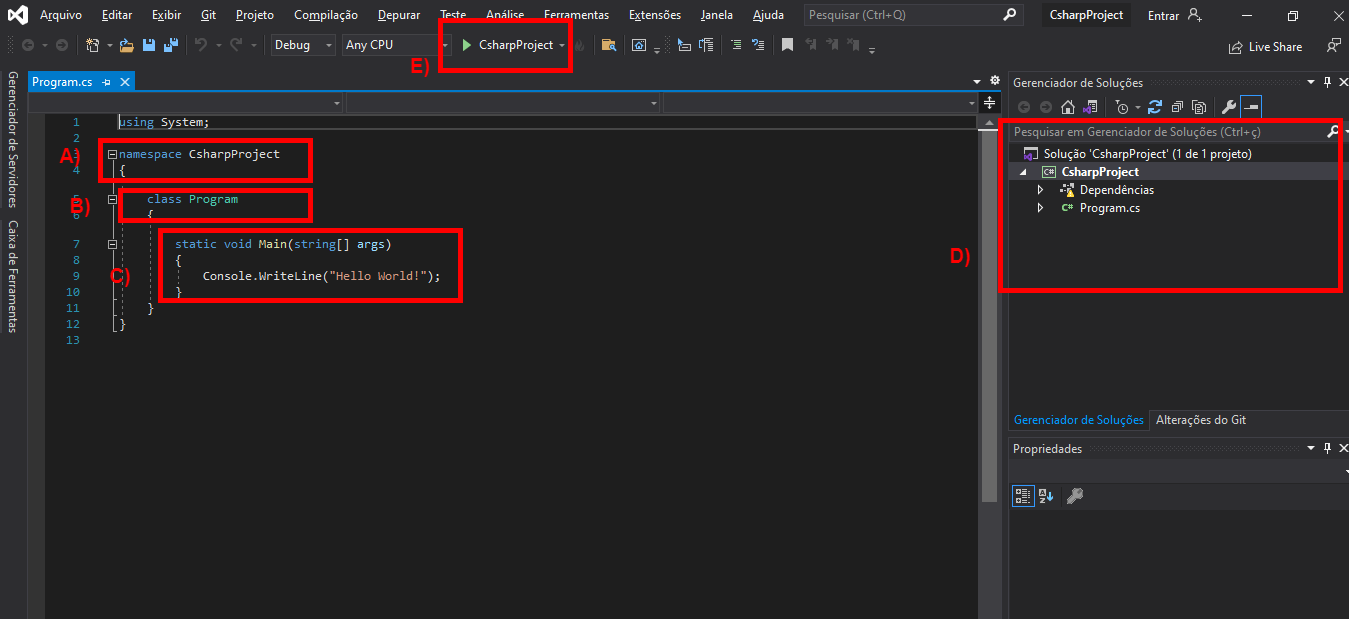 Arquivo Editar Exibir Git Projeto Compilação Depurar Teste Análise Ferramentas Extensões Janela Ajuda Pesquisar (Ctrl+Q) CsharpProject Entrar
Debug Any CPU CsharpProject Live Share
E)
Gerenciador de Servidores
Caixa de Ferramentas
Program.cs
1 using System;
2
A) 3 namespace CsharpProject
4 {
B) 5 class Program
6 {
7 static void Main(string[] args)
8 {
C) 9 Console.WriteLine("Hello World!");
10 }
11 }
12 }
13
D)
Gerenciador de Soluções
Pesquisar em Gerenciador de Soluções (Ctrl+ç)
Solução 'CsharpProject' (1 de 1 projeto)
C# CsharpProject
Dependências
C# Program.cs
Gerenciador de Soluções Alterações do Git
Propriedades